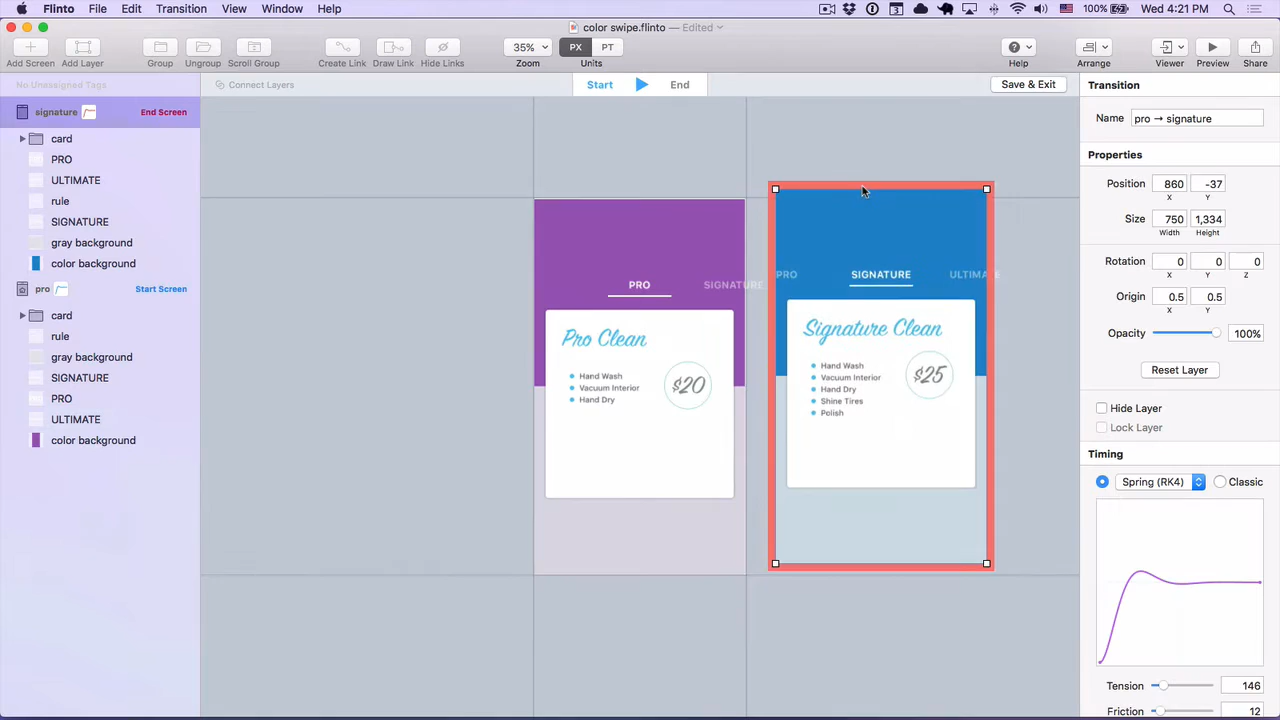 Flinto File Edit Transition View Window Help 3 100% Wed 4:21 PM
color swipe.flinto — Edited
35% PX PT
Add Screen Add Layer Group Ungroup Scroll Group Create Link Draw Link Hide Links Zoom Units Help Arrange Viewer Preview Share
No Unassigned Tags
Connect Layers
Start End
Save & Exit
signature End Screen
card
PRO
ULTIMATE
rule
SIGNATURE
gray background
color background
pro Start Screen
card
rule
gray background
SIGNATURE
PRO
ULTIMATE
color background
PRO SIGNATURE
Pro Clean
Hand Wash
Vacuum Interior
Hand Dry
$20
PRO SIGNATURE ULTIMATE
Signature Clean
Hand Wash
Vacuum Interior
Hand Dry
Shine Tires
Polish
$25
Transition
Name pro → signature
Properties
Position 860 -37
X Y
Size 750 1,334
Width Height
Rotation 0 0 0
X Y Z
Origin 0.5 0.5
X Y
Opacity 100%
Reset Layer
Hide Layer
Lock Layer
Timing
Spring (RK4) Classic
Tension 146
Friction 12